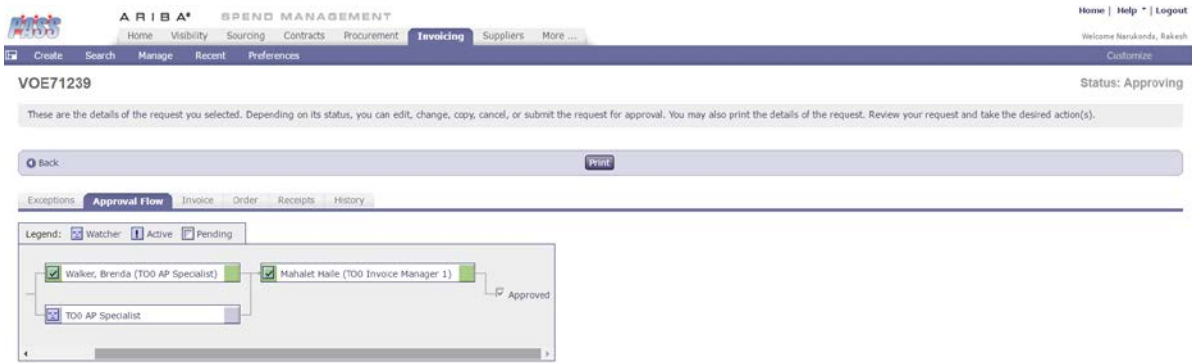 PASS
ARIBA® SPEND MANAGEMENT
Home | Help | Logout
Home Visibility Sourcing Contracts Procurement Invoicing Suppliers More ...
Welcome Narukonda, Rakesh
Create Search Manage Recent Preferences
Customize
VOE71239
Status: Approving
These are the details of the request you selected. Depending on its status, you can edit, change, copy, cancel, or submit the request for approval. You may also print the details of the request. Review your request and take the desired action(s).
Back
Print
Exceptions Approval Flow Invoice Order Receipts History
Legend: Watcher Active Pending
Walker, Brenda (TO0 AP Specialist)
Mahalet Haile (TO0 Invoice Manager 1)
Approved
TO0 AP Specialist